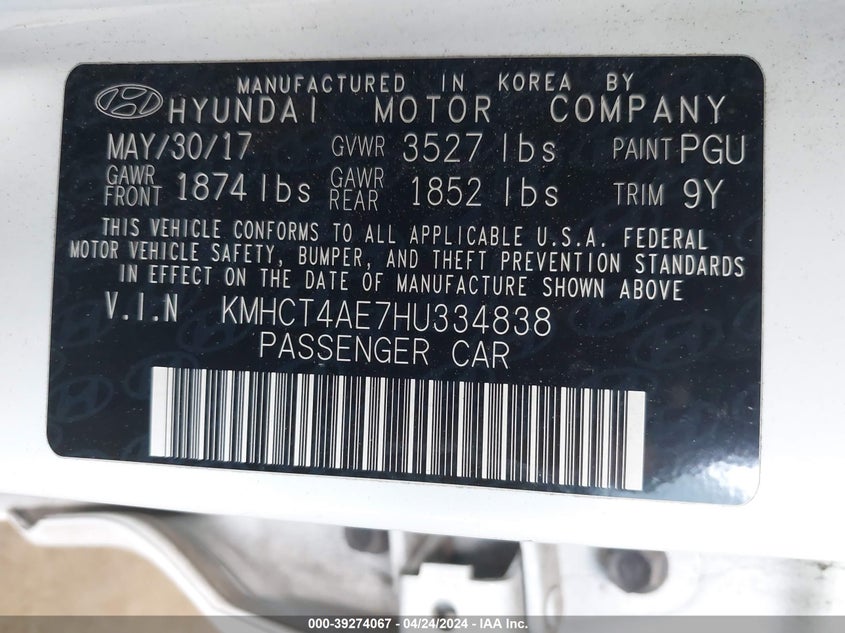 MANUFACTURED IN KOREA BY
HYUNDAI MOTOR COMPANY
MAY/30/17 GVWR 3527 lbs PAINT PGU
GAWR FRONT 1874 lbs GAWR REAR 1852 lbs TRIM 9Y
THIS VEHICLE CONFORMS TO ALL APPLICABLE U.S.A. FEDERAL
MOTOR VEHICLE SAFETY, BUMPER, AND THEFT PREVENTION STANDARDS
IN EFFECT ON THE DATE OF MANUFACTURE SHOWN ABOVE
V.I.N KMHCT4AE7HU334838
PASSENGER CAR
000-39274067 - 04/24/2024 - © IAA Inc.